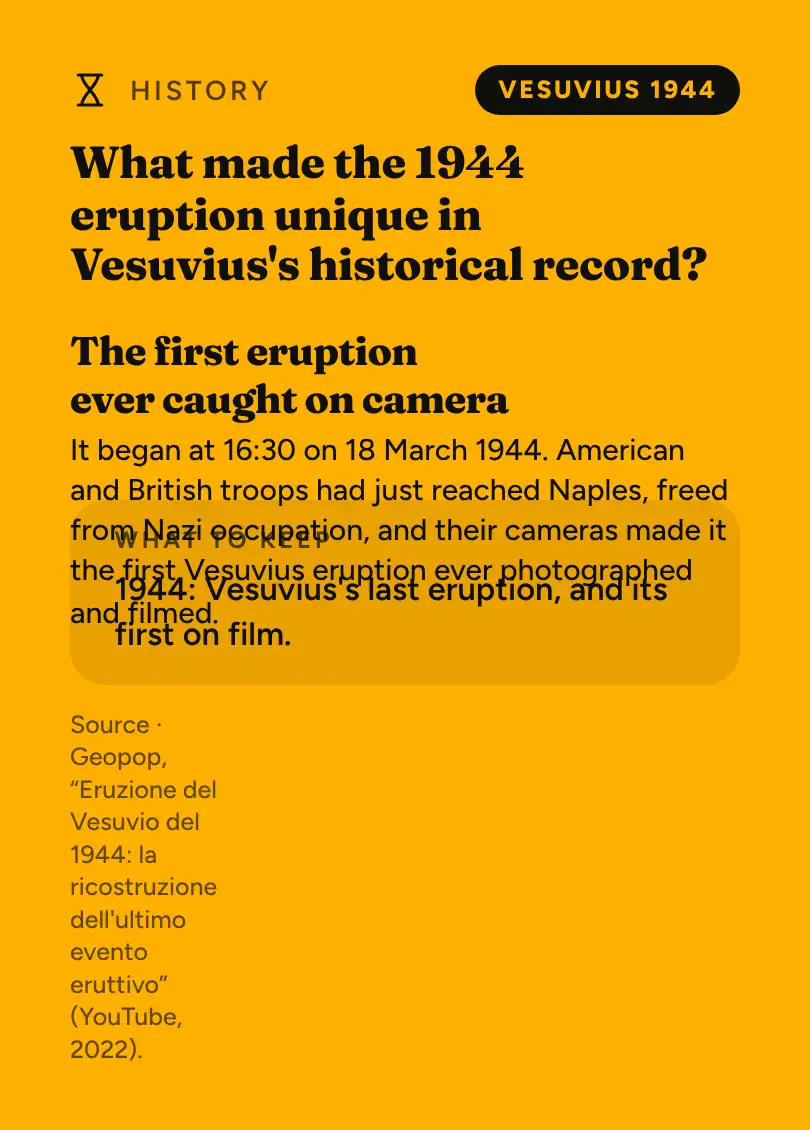 HISTORY
VESUVIUS 1944
What made the 1944
eruption unique in
Vesuvius's historical record?
The first eruption
ever caught on camera
It began at 16:30 on 18 March 1944. American
and British troops had just reached Naples, freed
from Nazi occupation, and their cameras made it
the first Vesuvius eruption ever photographed
and filmed.
WHAT TO KEEP
1944: Vesuvius's last eruption, and its
first on film.
Source ·
Geopop,
“Eruzione del
Vesuvio del
1944: la
ricostruzione
dell'ultimo
evento
eruttivo”
(YouTube,
2022).